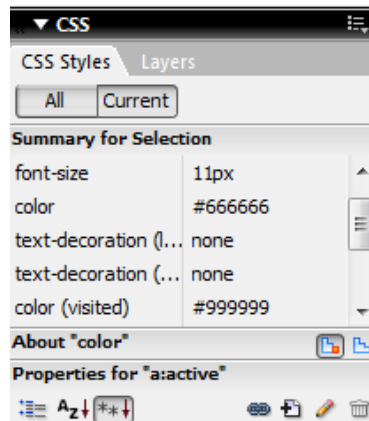 CSS
CSS Styles Layers
All Current
Summary for Selection
font-size 11px
color #666666
text-decoration (l... none
text-decoration (... none
color (visited) #999999
About "color"
Properties for "a:active"
Az **